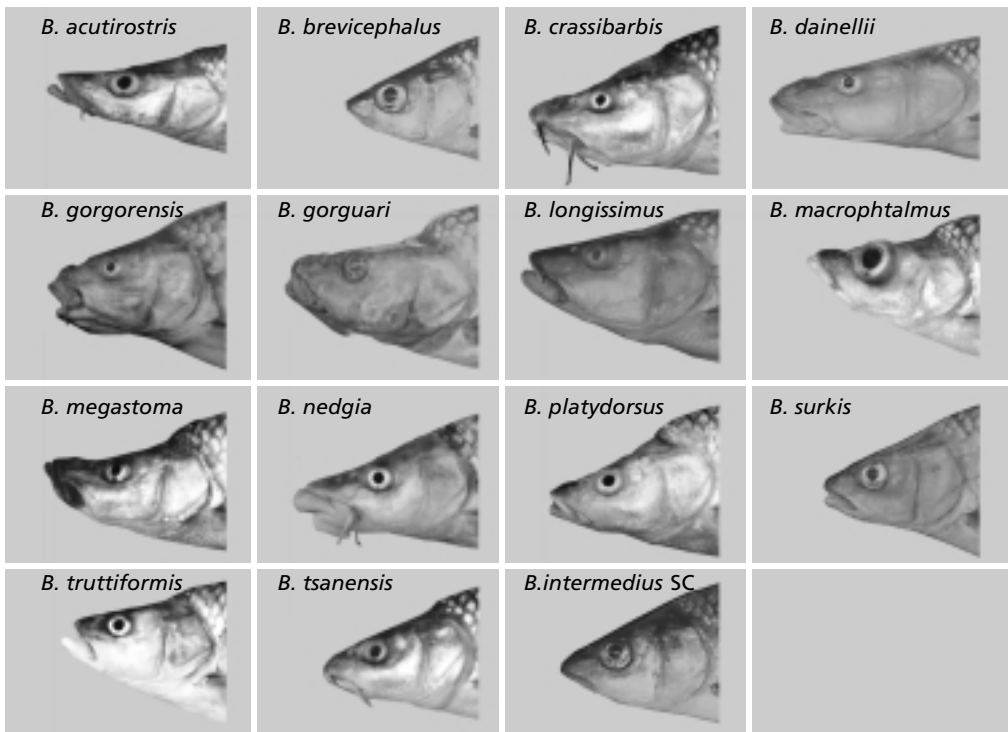 B. acutirostris
B. brevicephalus
B. crassibarbis
B. dainellii
B. gorgorensis
B. gorguari
B. longissimus
B. macrophtalmus
B. megastoma
B. nedgia
B. platydorsus
B. surkis
B. truttiformis
B. tsanensis
B.intermedius SC